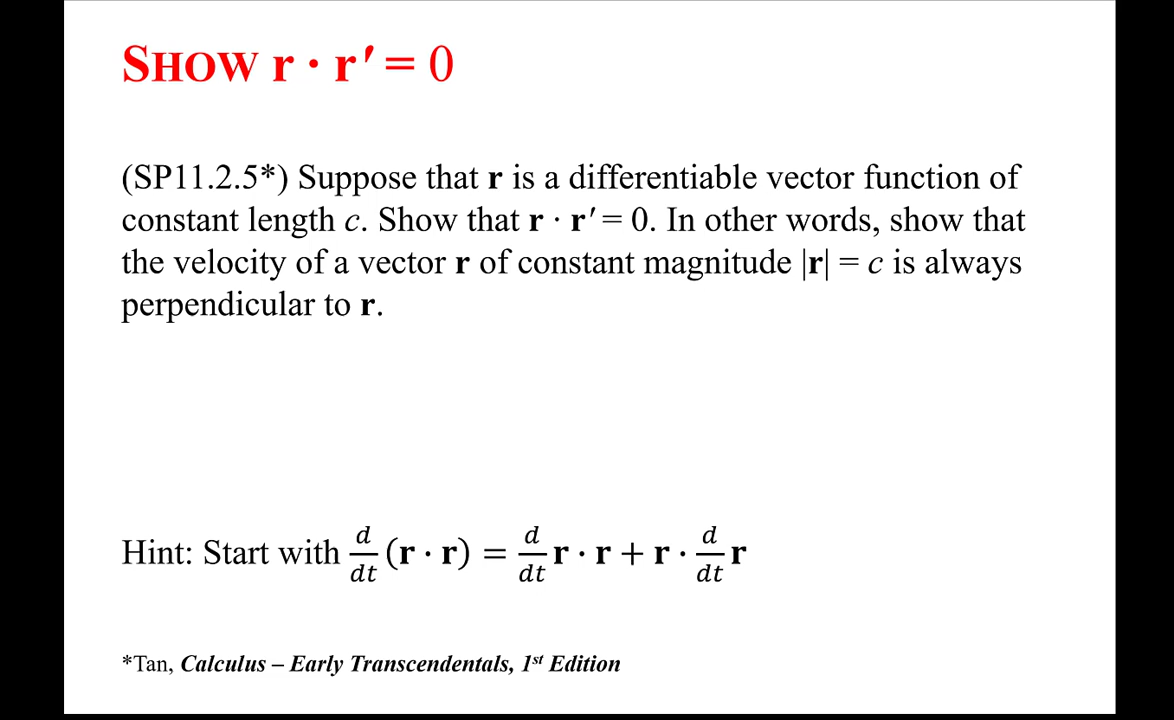 SHOW r · r′ = 0
(SP11.2.5*) Suppose that r is a differentiable vector function of
constant length c. Show that r · r′ = 0. In other words, show that
the velocity of a vector r of constant magnitude |r| = c is always
perpendicular to r.
Hint: Start with d/dt (r · r) = d/dt r · r + r · d/dt r
*Tan, Calculus – Early Transcendentals, 1st Edition